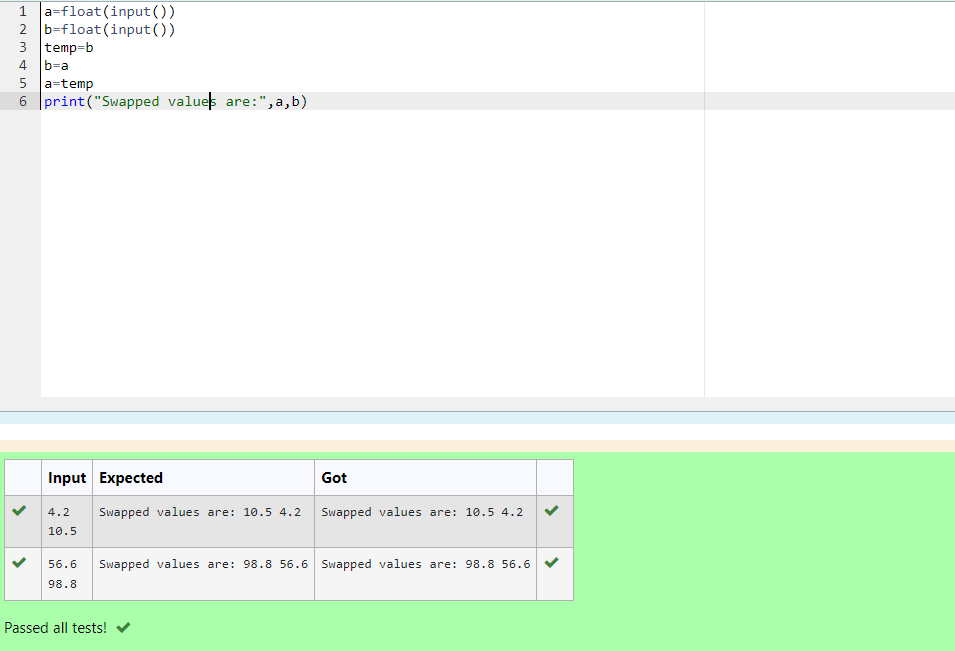 1 a=float(input())
2 b=float(input())
3 temp=b
4 b=a
5 a=temp
6 print("Swapped values are:",a,b)
Input Expected Got
4.2 Swapped values are: 10.5 4.2 Swapped values are: 10.5 4.2
10.5
56.6 Swapped values are: 98.8 56.6 Swapped values are: 98.8 56.6
98.8
Passed all tests!